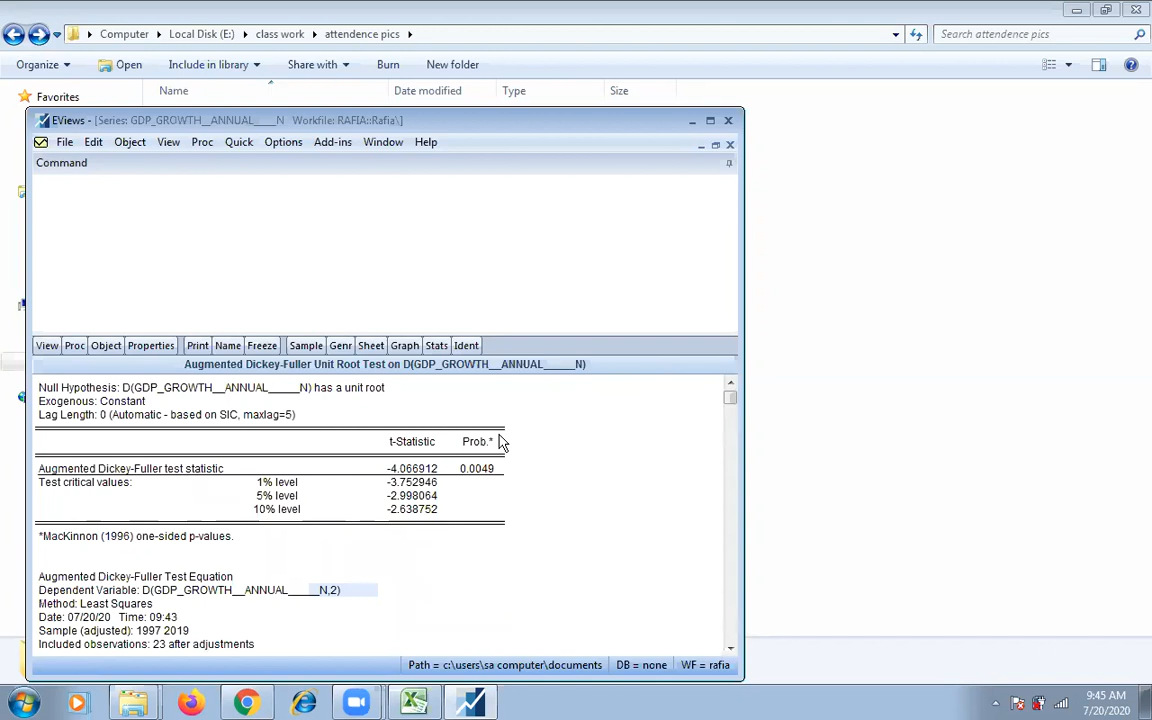 Computer Local Disk (E:) class work attendence pics Search attendence pics
Organize Open Include in library Share with Burn New folder
Name Date modified Type Size
Favorites
EViews - [Series: GDP_GROWTH__ANNUAL____N Workfile: RAFIA::Rafia\]
File Edit Object View Proc Quick Options Add-ins Window Help
Command
View Proc Object Properties Print Name Freeze Sample Genr Sheet Graph Stats Ident
Augmented Dickey-Fuller Unit Root Test on D(GDP_GROWTH__ANNUAL_____N)
Null Hypothesis: D(GDP_GROWTH__ANNUAL_____N) has a unit root
Exogenous: Constant
Lag Length: 0 (Automatic - based on SIC, maxlag=5)
t-Statistic Prob.*
Augmented Dickey-Fuller test statistic -4.066912 0.0049
Test critical values: 1% level -3.752946
5% level -2.998064
10% level -2.638752
*MacKinnon (1996) one-sided p-values.
Augmented Dickey-Fuller Test Equation
Dependent Variable: D(GDP_GROWTH__ANNUAL_____N,2)
Method: Least Squares
Date: 07/20/20 Time: 09:43
Sample (adjusted): 1997 2019
Included observations: 23 after adjustments
Path = c:\users\sa computer\documents DB = none WF = rafia
9:45 AM
7/20/2020